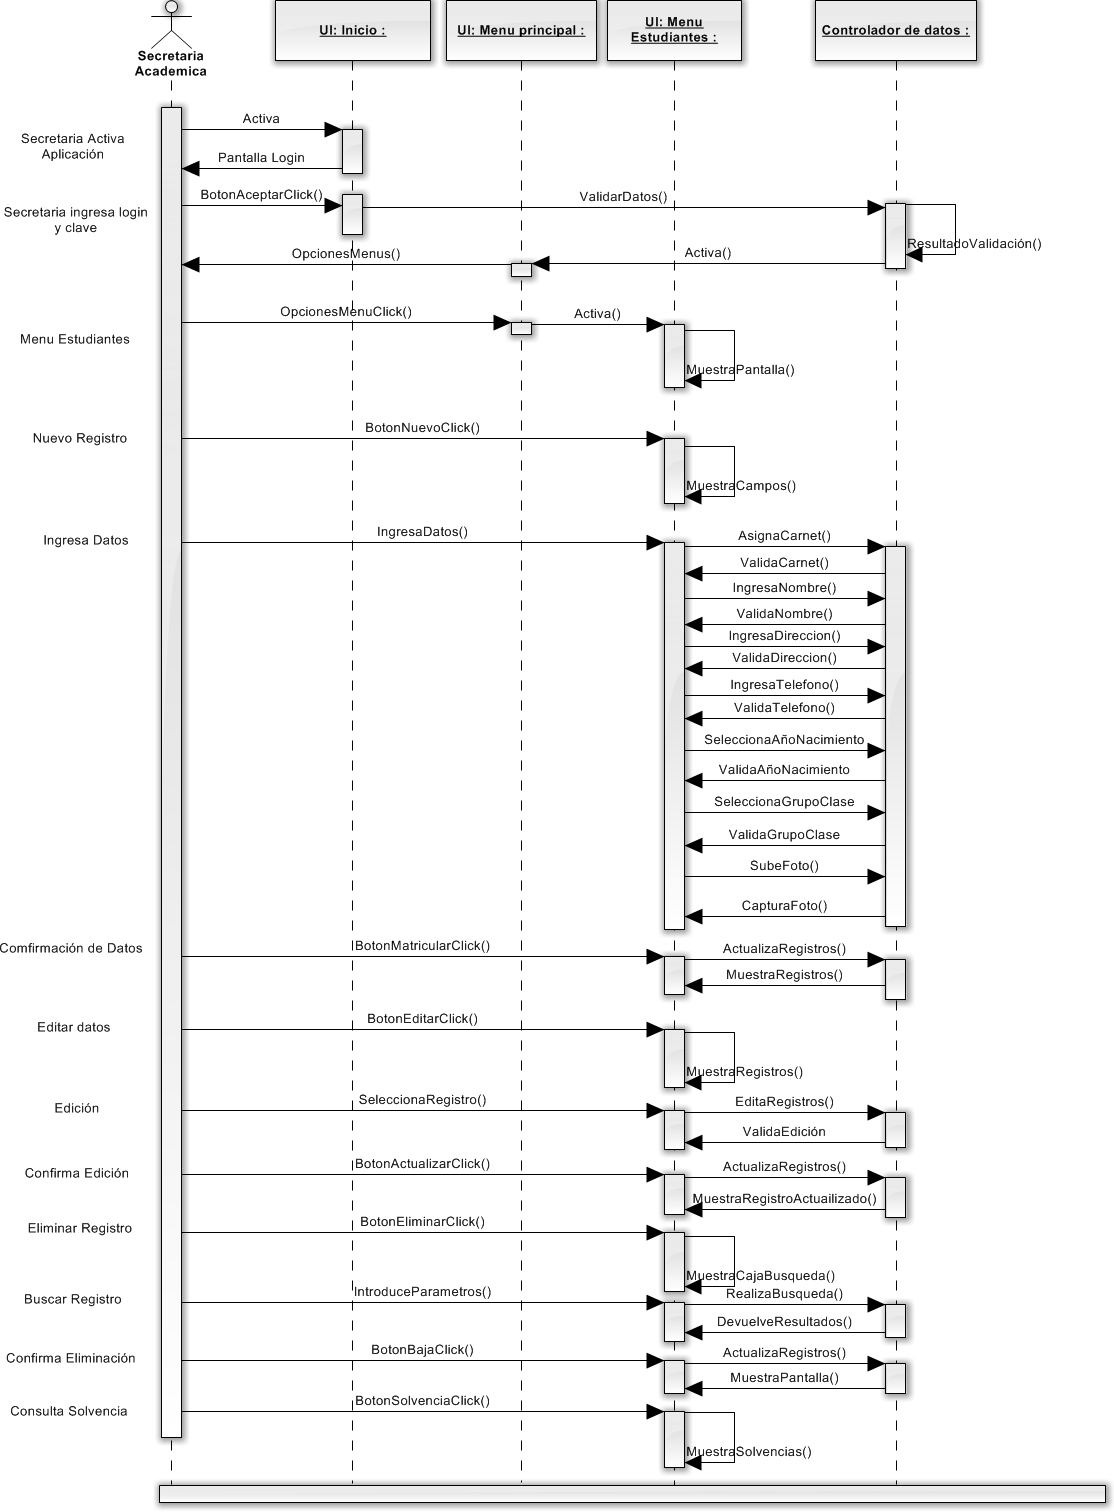 Secretaria
Academica
UI: Inicio :
UI: Menu principal :
UI: Menu
Estudiantes :
Controlador de datos :
Secretaria Activa
Aplicación
Activa
Pantalla Login
Secretaria ingresa login
y clave
BotonAceptarClick()
ValidarDatos()
ResultadoValidación()
Activa()
OpcionesMenus()
Menu Estudiantes
OpcionesMenuClick()
Activa()
MuestraPantalla()
Nuevo Registro
BotonNuevoClick()
MuestraCampos()
Ingresa Datos
IngresaDatos()
AsignaCarnet()
ValidaCarnet()
IngresaNombre()
ValidaNombre()
IngresaDireccion()
ValidaDireccion()
IngresaTelefono()
ValidaTelefono()
SeleccionaAñoNacimiento
ValidaAñoNacimiento
SeleccionaGrupoClase
ValidaGrupoClase
SubeFoto()
CapturaFoto()
Comfirmación de Datos
BotonMatricularClick()
ActualizaRegistros()
MuestraRegistros()
Editar datos
BotonEditarClick()
MuestraRegistros()
Edición
SeleccionaRegistro()
EditaRegistros()
ValidaEdición
Confirma Edición
BotonActualizarClick()
ActualizaRegistros()
MuestraRegistroActuailizado()
Eliminar Registro
BotonEliminarClick()
MuestraCajaBusqueda()
Buscar Registro
IntroduceParametros()
RealizaBusqueda()
DevuelveResultados()
Confirma Eliminación
BotonBajaClick()
ActualizaRegistros()
MuestraPantalla()
Consulta Solvencia
BotonSolvenciaClick()
MuestraSolvencias()